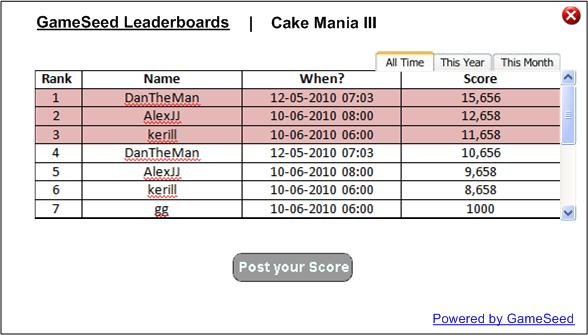 GameSeed Leaderboards | Cake Mania III
All Time This Year This Month
Rank Name When? Score
1 DanTheMan 12-05-2010 07:03 15,656
2 AlexJJ 10-06-2010 08:00 12,658
3 kerill 10-06-2010 06:00 11,658
4 DanTheMan 12-05-2010 07:03 10,656
5 AlexJJ 10-06-2010 08:00 9,658
6 kerill 10-06-2010 06:00 8,658
7 gg 10-06-2010 06:00 1000
Post your Score
Powered by GameSeed